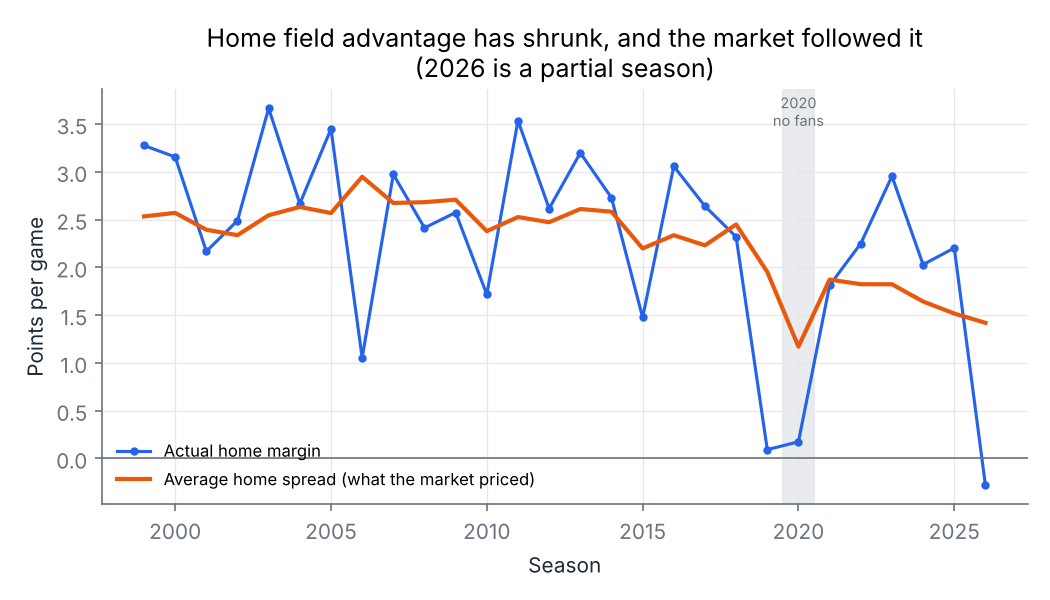 Home field advantage has shrunk, and the market followed it
(2026 is a partial season)
2020
no fans
Points per game
3.5
3.0
2.5
2.0
1.5
1.0
0.5
0.0
Actual home margin
Average home spread (what the market priced)
2000
2005
2010
2015
2020
2025
Season